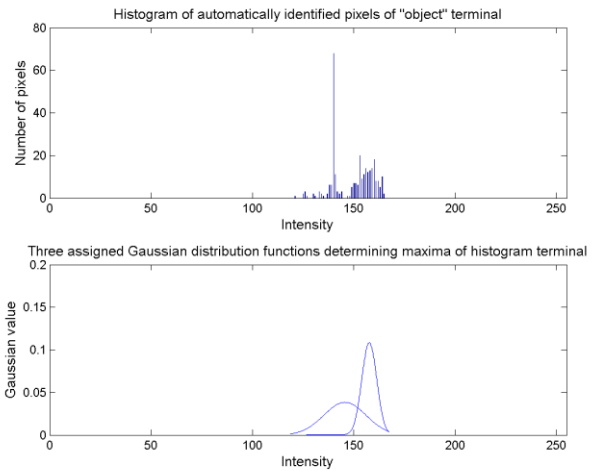 Histogram of automatically identified pixels of "object" terminal
80
60
40
20
0
Number of pixels
0 50 100 150 200 250
Intensity
Three assigned Gaussian distribution functions determining maxima of histogram terminal
0.2
0.15
0.1
0.05
0
Gaussian value
0 50 100 150 200 250
Intensity